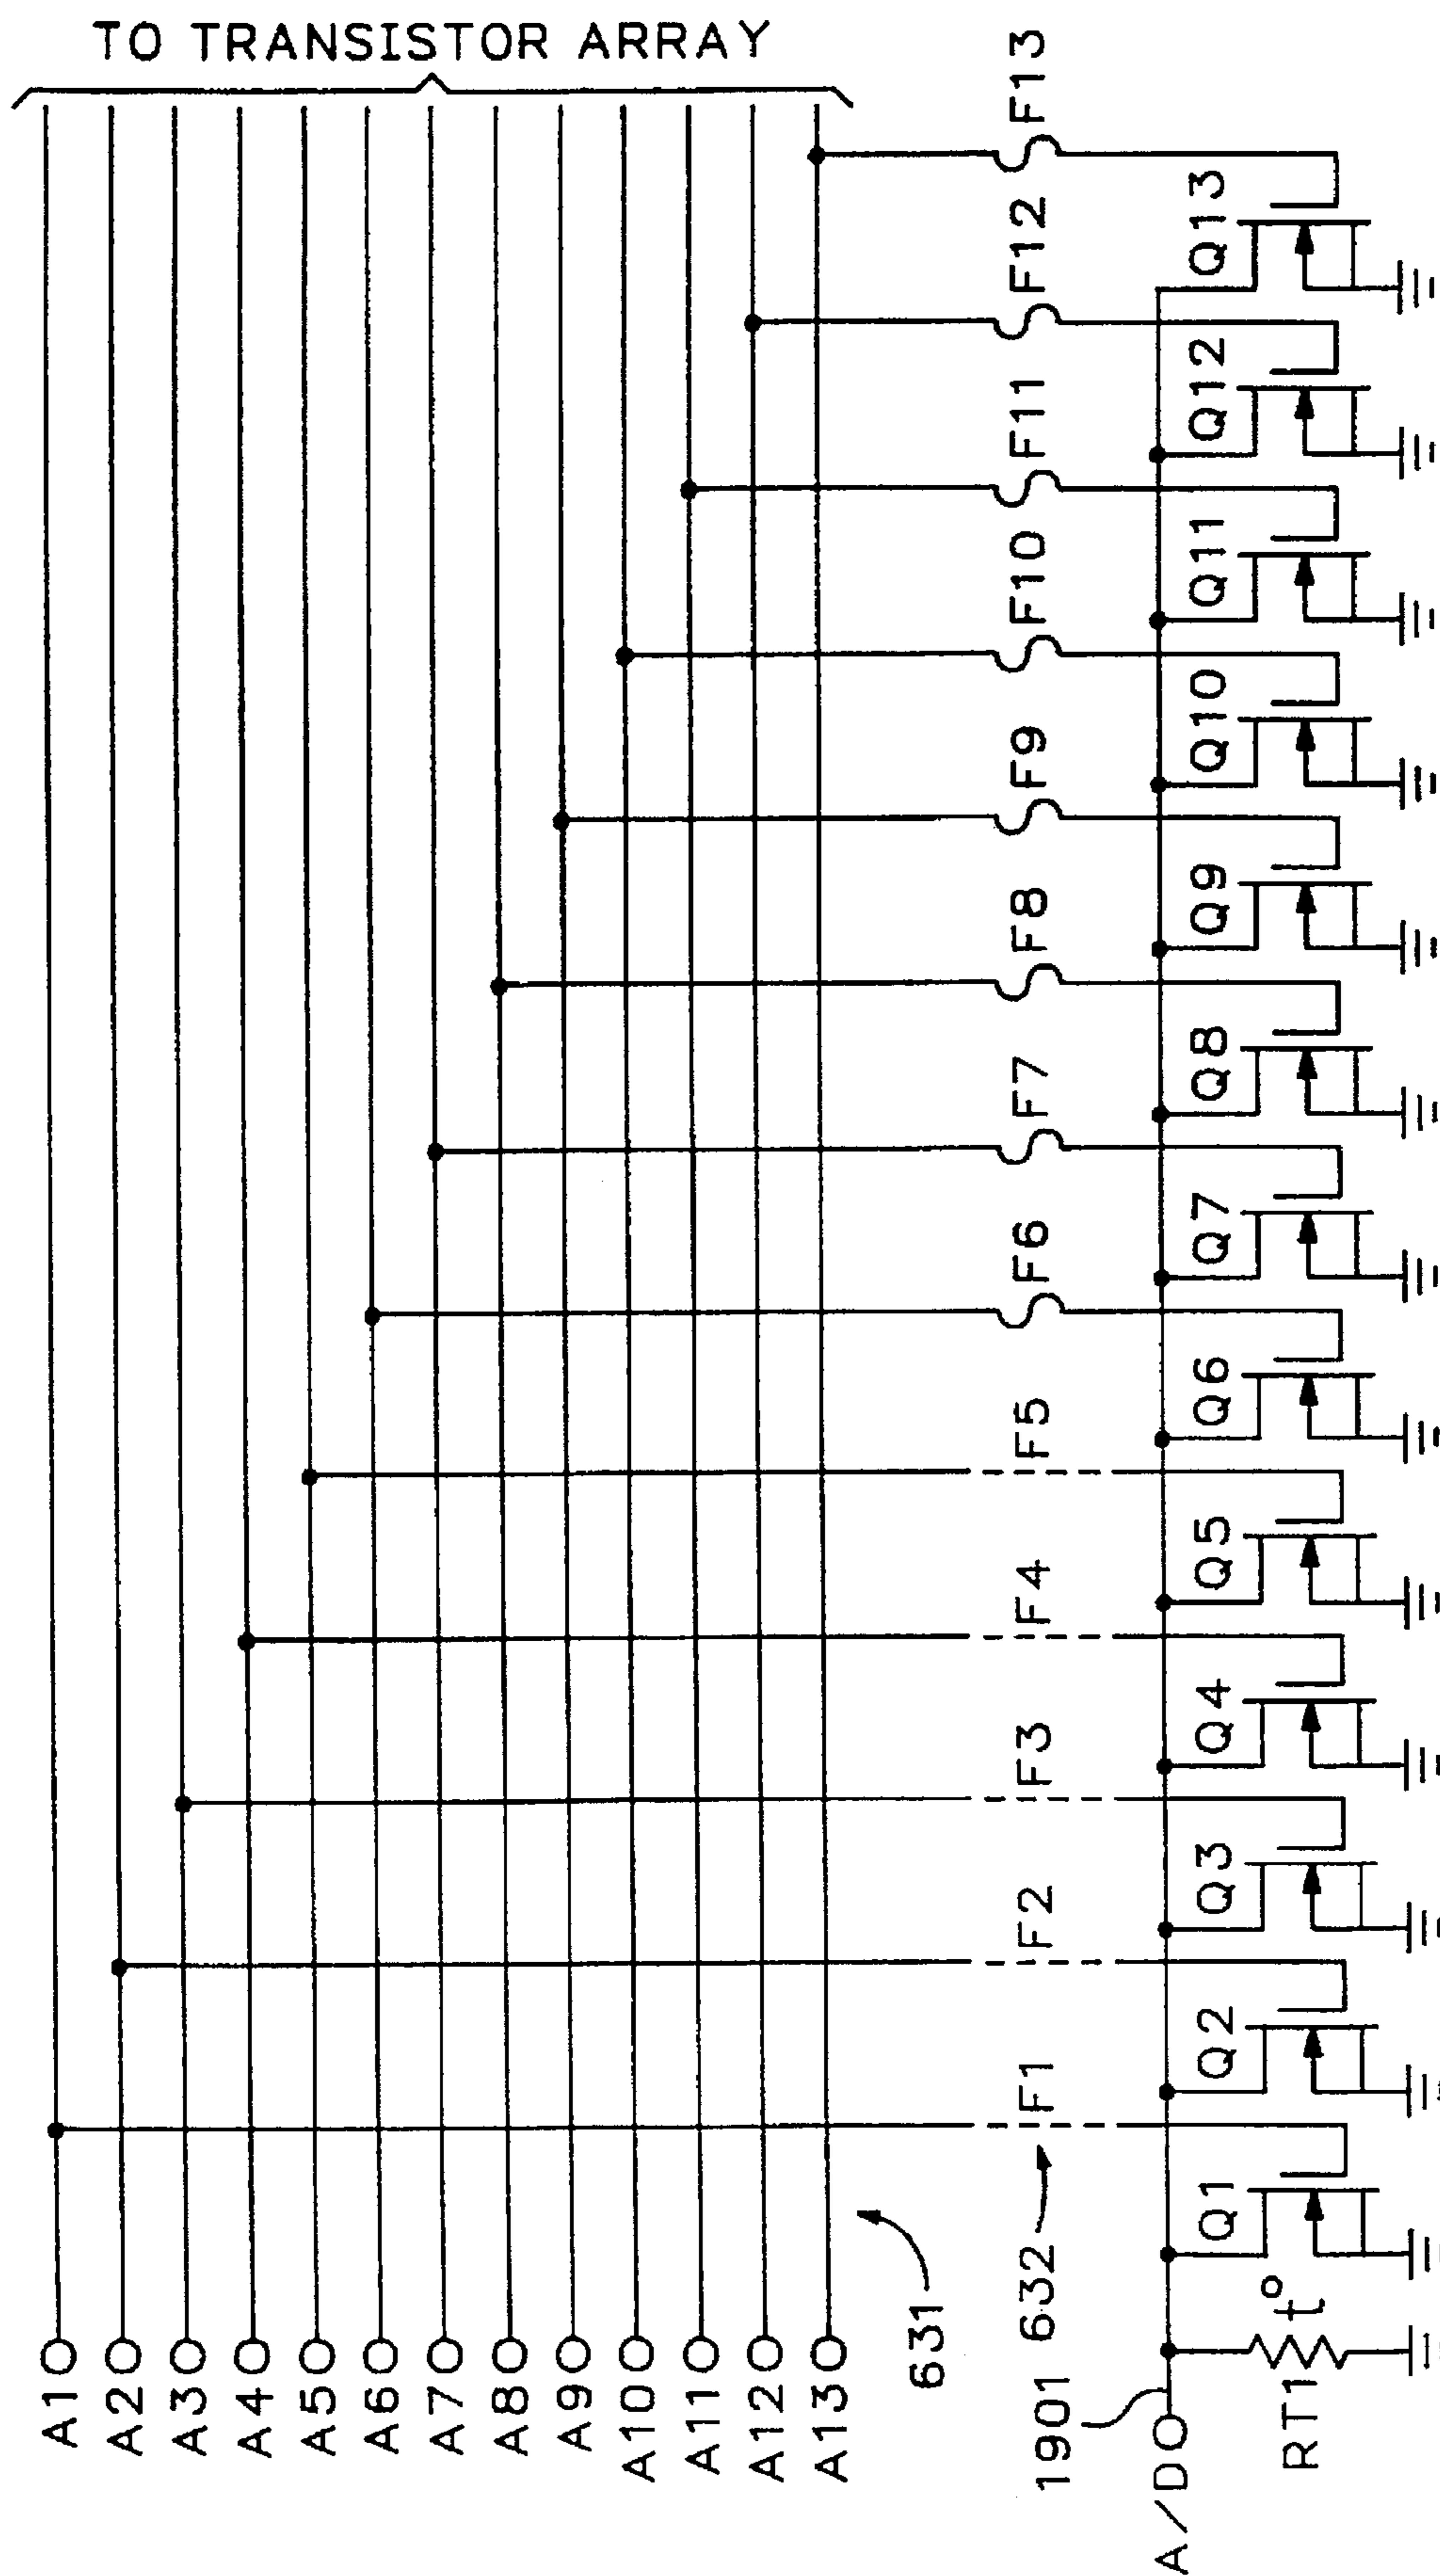 TO TRANSISTOR ARRAY
A1
A2
A3
A4
A5
A6
A7
A8
A9
A10
A11
A12
A13
631
632
F1
F2
F3
F4
F5
F6
F7
F8
F9
F10
F11
F12
F13
1901
A/D
RT1
t°
Q1
Q2
Q3
Q4
Q5
Q6
Q7
Q8
Q9
Q10
Q11
Q12
Q13